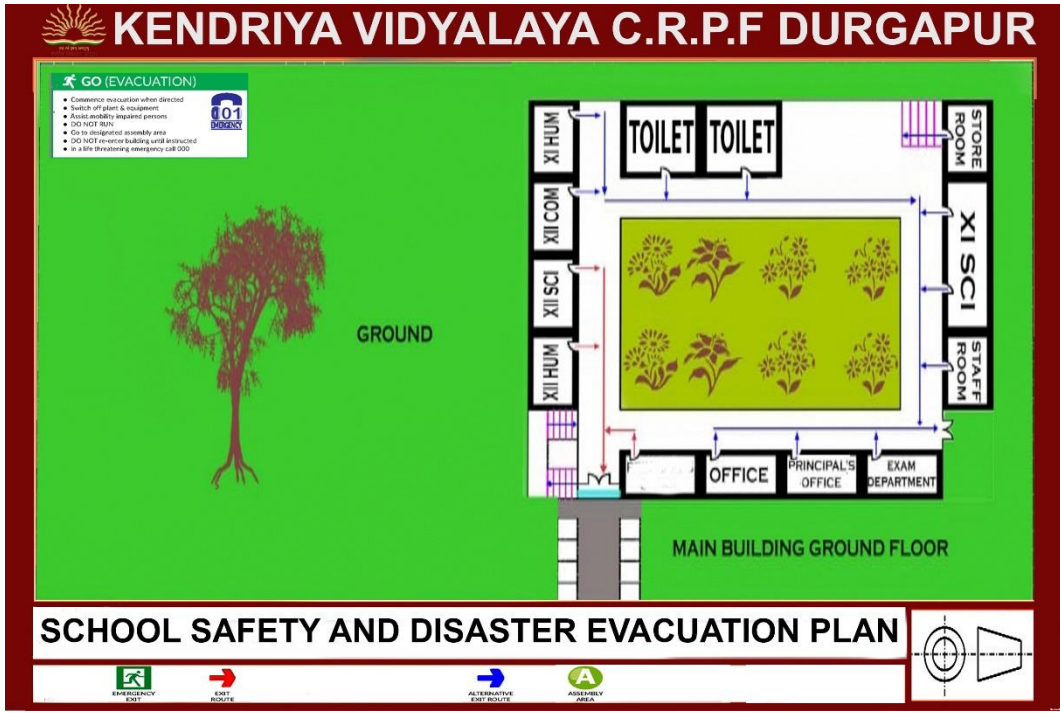 KENDRIYA VIDYALAYA C.R.P.F DURGAPUR
GO (EVACUATION)
Commence evacuation when directed
Switch off plant & equipment
Assist mobility impaired persons
DO NOT RUN
Go to designated assembly area
DO NOT re-enter building until instructed
In a life threatening emergency call 000
101
EMERGENCY
XI HUM
TOILET
TOILET
STORE
ROOM
XII COM
XI SCI
XII SCI
GROUND
XII HUM
STAFF
ROOM
OFFICE
PRINCIPAL'S
OFFICE
EXAM
DEPARTMENT
MAIN BUILDING GROUND FLOOR
SCHOOL SAFETY AND DISASTER EVACUATION PLAN
EMERGENCY
EXIT
EXIT
ROUTE
ALTERNATIVE
EXIT ROUTE
A
ASSEMBLY
AREA